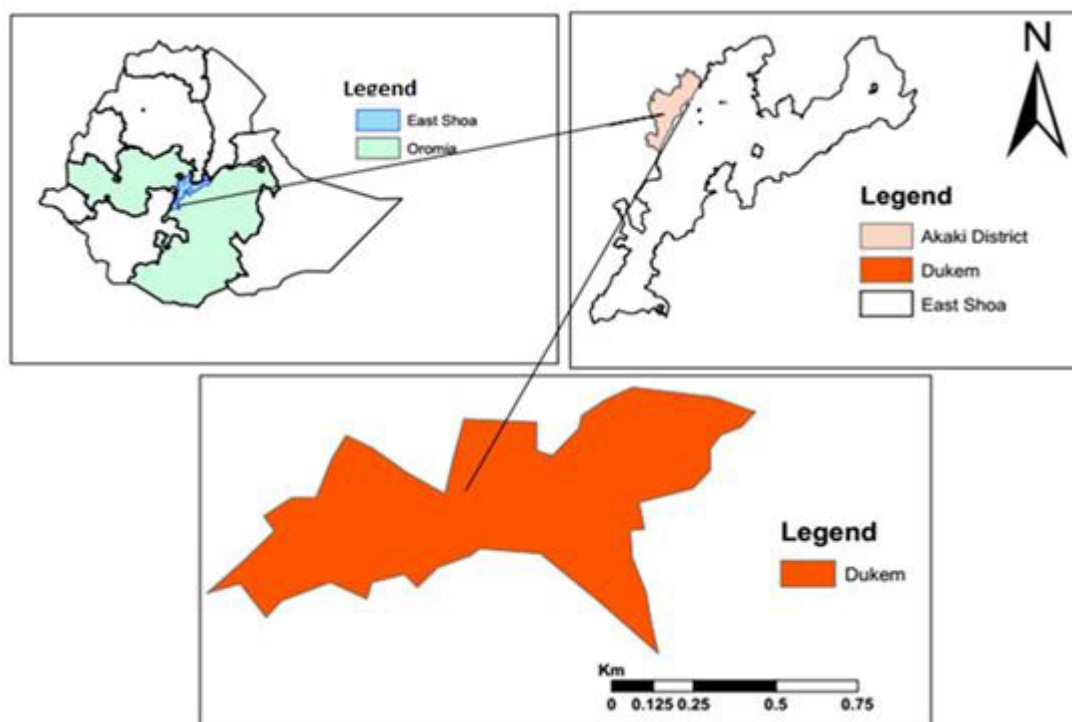 Legend
East Shoa
Oromia
N
Legend
Akaki District
Dukem
East Shoa
Legend
Dukem
Km
0 0.125 0.25 0.5 0.75